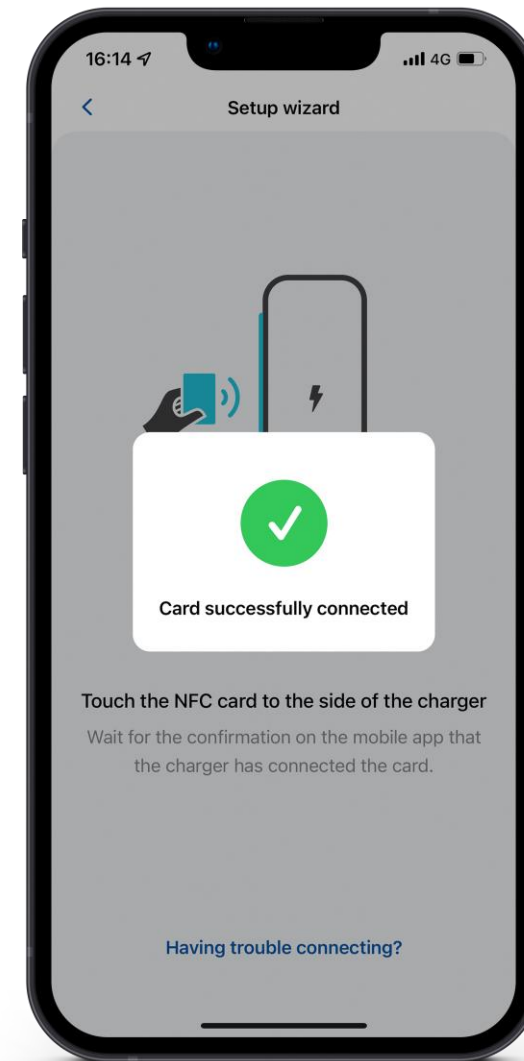 16:14
4G
Setup wizard
Card successfully connected
Touch the NFC card to the side of the charger
Wait for the confirmation on the mobile app that
the charger has connected the card.
Having trouble connecting?